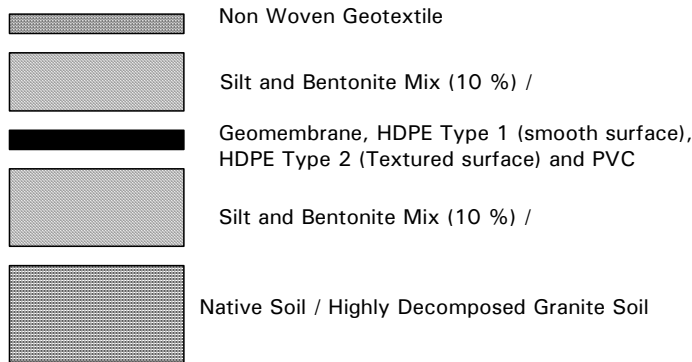 Non Woven Geotextile
Silt and Bentonite Mix (10 %) /
Geomembrane, HDPE Type 1 (smooth surface),
HDPE Type 2 (Textured surface) and PVC
Silt and Bentonite Mix (10 %) /
Native Soil / Highly Decomposed Granite Soil